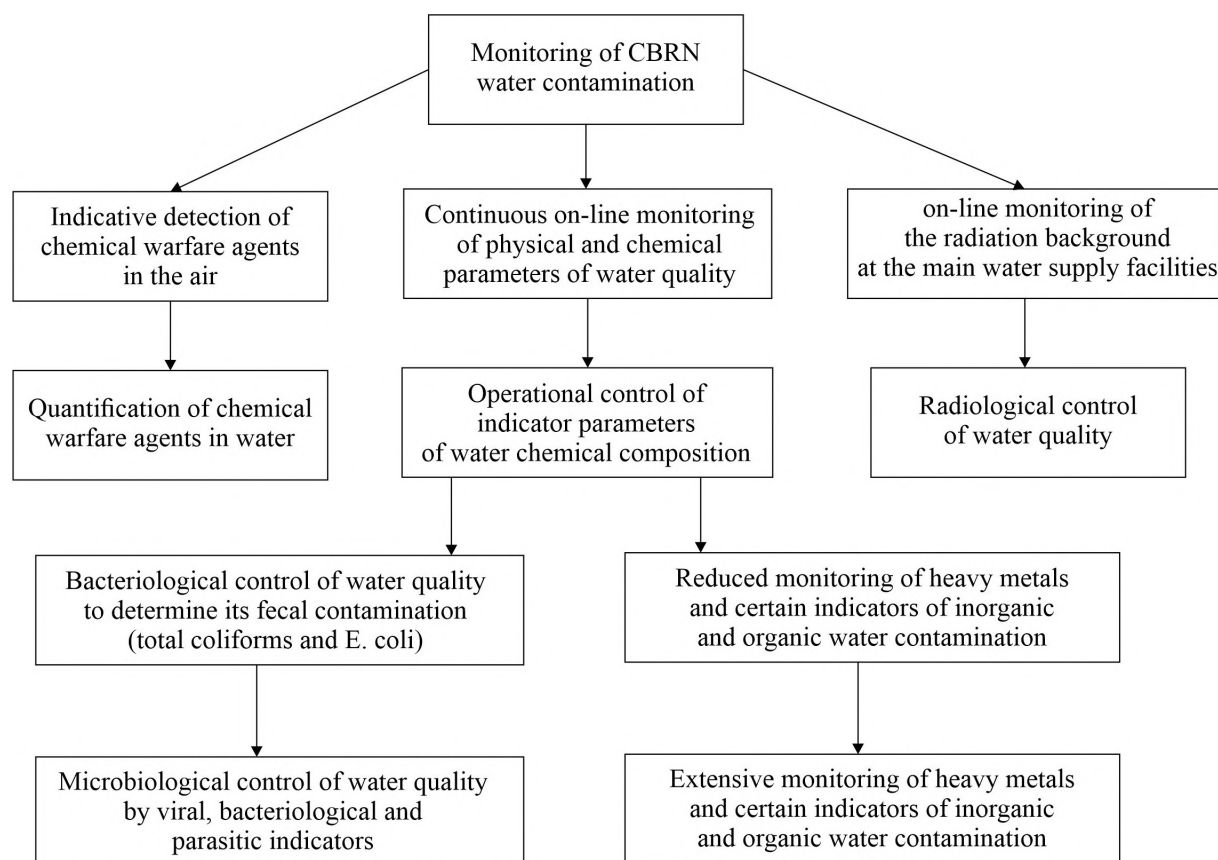 Monitoring of CBRN
water contamination
Indicative detection of
chemical warfare agents
in the air
Continuous on-line monitoring
of physical and chemical
parameters of water quality
on-line monitoring of
the radiation background
at the main water supply facilities
Quantification of chemical
warfare agents in water
Operational control of
indicator parameters
of water chemical composition
Radiological control
of water quality
Bacteriological control of water quality
to determine its fecal contamination
(total coliforms and E. coli)
Reduced monitoring of heavy metals
and certain indicators of inorganic
and organic water contamination
Microbiological control of water quality
by viral, bacteriological and
parasitic indicators
Extensive monitoring of heavy metals
and certain indicators of inorganic
and organic water contamination